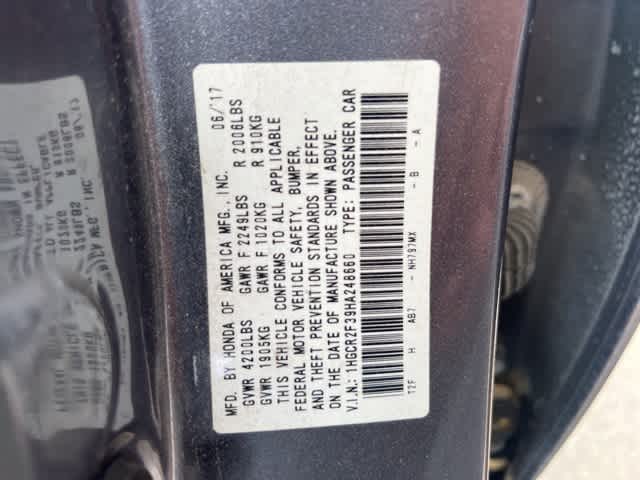 MFD. BY HONDA OF AMERICA MFG., INC. 06/17
GVWR 4200LBS GAWR F 2249LBS R 2006LBS
GVWR 1905KG GAWR F 1020KG R 910KG
THIS VEHICLE CONFORMS TO ALL APPLICABLE
FEDERAL MOTOR VEHICLE SAFETY, BUMPER,
AND THEFT PREVENTION STANDARDS IN EFFECT
ON THE DATE OF MANUFACTURE SHOWN ABOVE.
V.I.N.: 1HGCR2F39HA248660 TYPE: PASSENGER CAR
T2F H AB7 - NH797MX - B - A